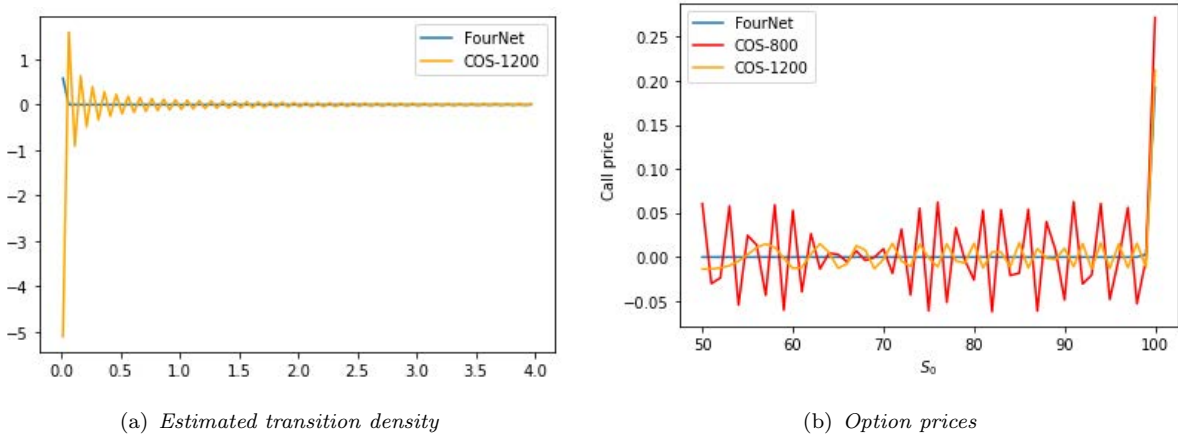 FourNet
COS-1200
1
0
−1
−2
−3
−4
−5
0.0 0.5 1.0 1.5 2.0 2.5 3.0 3.5 4.0
(a) Estimated transition density
FourNet
COS-800
COS-1200
Call price
0.25
0.20
0.15
0.10
0.05
0.00
−0.05
50 60 70 80 90 100
S₀
(b) Option prices